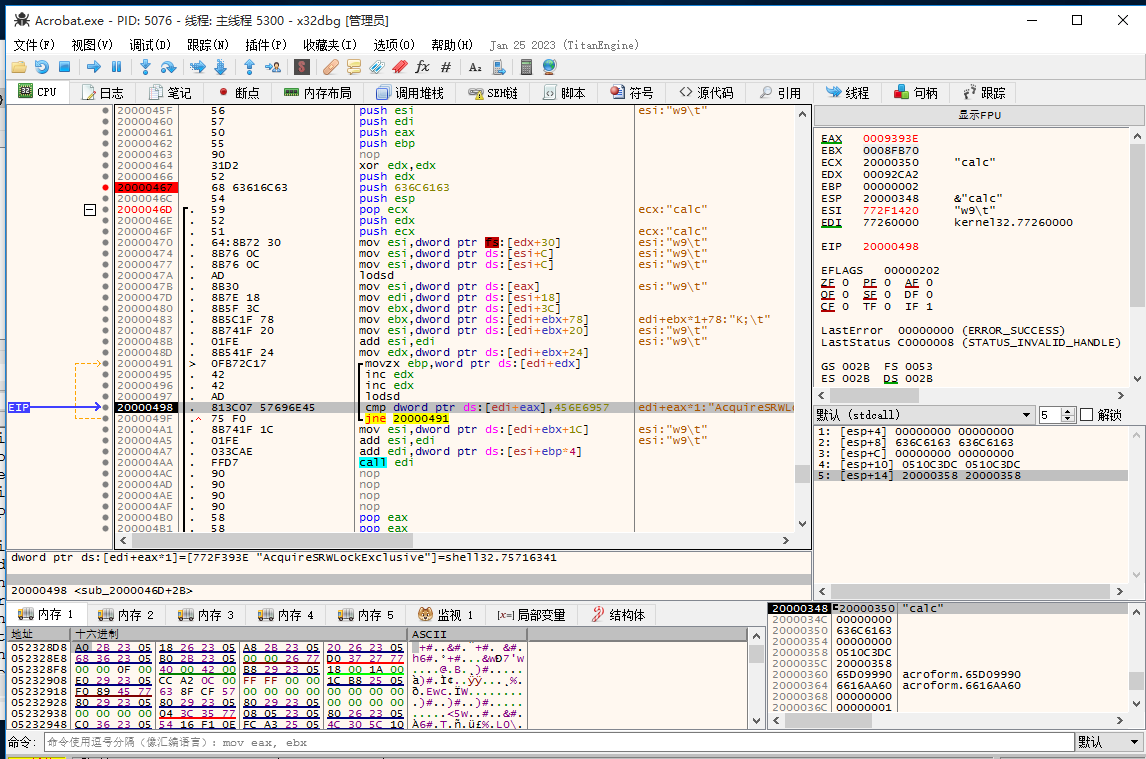 Acrobat.exe - PID: 5076 - 线程: 主线程 5300 - x32dbg [管理员]
文件(F) 视图(V) 调试(D) 跟踪(N) 插件(P) 收藏夹(I) 选项(O) 帮助(H) Jan 25 2023 (TitanEngine)
CPU 日志 笔记 断点 内存布局 调用堆栈 SEH链 脚本 符号 源代码 引用 线程 句柄 跟踪
2000045F 56 push esi esi:"w9\t"
20000460 57 push edi
20000461 50 push eax
20000462 55 push ebp
20000463 90 nop
20000464 31D2 xor edx,edx
20000466 52 push edx
20000467 68 63616C63 push 636C6163
2000046C 54 push esp
2000046D 59 pop ecx ecx:"calc"
2000046E 52 push edx
2000046F 51 push ecx ecx:"calc"
20000470 64:8B72 30 mov esi,dword ptr fs:[edx+30] esi:"w9\t"
20000474 8B76 0C mov esi,dword ptr ds:[esi+C] esi:"w9\t"
20000477 8B76 0C mov esi,dword ptr ds:[esi+C] esi:"w9\t"
2000047A AD lodsd
2000047B 8B30 mov esi,dword ptr ds:[eax] esi:"w9\t"
2000047D 8B7E 18 mov edi,dword ptr ds:[esi+18]
20000480 8B5F 3C mov ebx,dword ptr ds:[edi+3C]
20000483 8B5C1F 78 mov ebx,dword ptr ds:[edi+ebx+78] edi+ebx*1+78:"K;\t"
20000487 8B741F 20 mov esi,dword ptr ds:[edi+ebx+20] esi:"w9\t"
2000048B 01FE add esi,edi esi:"w9\t"
2000048D 8B541F 24 mov edx,dword ptr ds:[edi+ebx+24]
20000491 > 0FB72C17 movzx ebp,word ptr ds:[edi+edx]
20000495 42 inc edx
20000496 42 inc edx
20000497 AD lodsd
EIP 20000498 813C07 57696E45 cmp dword ptr ds:[edi+eax],456E6957 edi+eax*1:"AcquireSRWLo
2000049F 75 F0 jne 20000491
200004A1 8B741F 1C mov esi,dword ptr ds:[edi+ebx+1C] esi:"w9\t"
200004A5 01FE add esi,edi esi:"w9\t"
200004A7 033CAE add edi,dword ptr ds:[esi+ebp*4]
200004AA FFD7 call edi
200004AC 90 nop
200004AD 90 nop
200004AE 90 nop
200004AF 90 nop
200004B0 58 pop eax
200004B1 58 pop eax
显示FPU
EAX 0009393E
EBX 0008FB70
ECX 20000350 "calc"
EDX 00092CA2
EBP 00000002
ESP 20000348 &"calc"
ESI 772F1420 "w9\t"
EDI 77260000 kernel32.77260000
EIP 20000498
EFLAGS 00000202
ZF 0 PF 0 AF 0
OF 0 SF 0 DF 0
CF 0 TF 0 IF 1
LastError 00000000 (ERROR_SUCCESS)
LastStatus C0000008 (STATUS_INVALID_HANDLE)
GS 002B FS 0053
ES 002B DS 002B
默认 (stdcall) 5 解锁
1: [esp+4] 00000000 00000000
2: [esp+8] 636C6163 636C6163
3: [esp+C] 00000000 00000000
4: [esp+10] 0510C3DC 0510C3DC
5: [esp+14] 20000358 20000358
dword ptr ds:[edi+eax*1]=[772F393E "AcquireSRWLockExclusive"]=shell32.75716341
20000498 <sub_2000046D+2B>
内存 1 内存 2 内存 3 内存 4 内存 5 监视 1 [x=] 局部变量 结构体
地址 十六进制 ASCII
052328D8 A0 2B 23 05 18 26 23 05 A8 2B 23 05 20 26 23 05
052328E8 68 36 23 05 B0 2B 23 05 00 00 26 77 D0 37 27 77
052328F8 00 00 0F 00 40 00 42 00 B8 29 23 05 18 00 1A 00
05232908 E0 29 23 05 CC A2 0C 00 FF FF 00 00 1C B8 25 05
05232918 F0 89 45 77 63 8F CF 57 00 00 00 00 00 00 00 00
05232928 80 29 23 05 80 29 23 05 80 29 23 05 00 00 00 00
05232938 00 00 00 00 04 3C 35 77 08 05 23 05 80 26 23 05
05232948 C0 36 23 05 54 16 F1 0E FC A3 25 05 4C 30 5C 10
20000348 20000350 "calc"
2000034C 00000000
20000350 636C6163
20000354 00000000
20000358 0510C3DC
2000035C 20000358
20000360 65D09990 acroform.65D09990
20000364 6616AA60 acroform.6616AA60
20000368 00000000
2000036C 00000001
命令: 命令使用逗号分隔（像汇编语言）: mov eax, ebx 默认